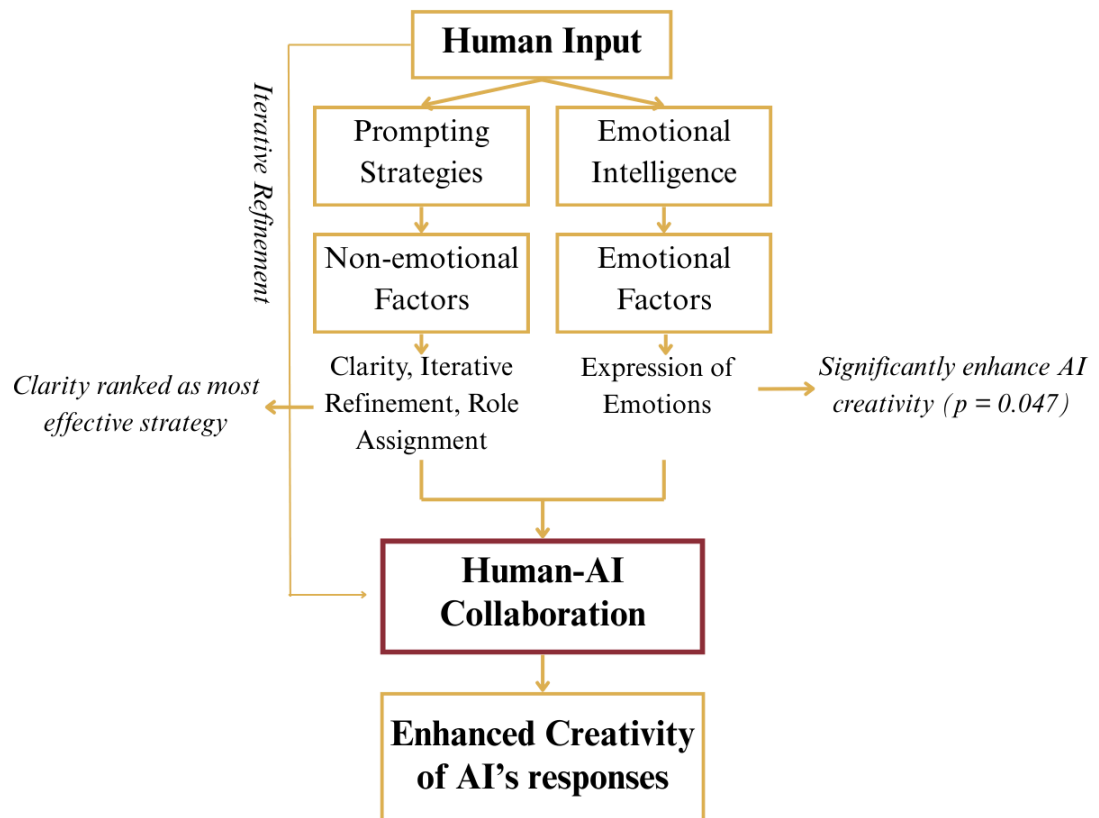 Human Input
Iterative Refinement
Prompting
Strategies
Emotional
Intelligence
Non-emotional
Factors
Emotional
Factors
Clarity ranked as most
effective strategy
Clarity, Iterative
Refinement, Role
Assignment
Expression of
Emotions
Significantly enhance AI
creativity (p = 0.047)
Human-AI
Collaboration
Enhanced Creativity
of AI’s responses